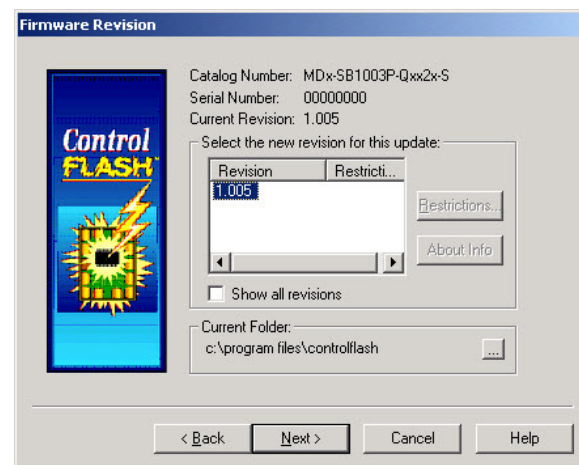 Firmware Revision
Control
FLASH
Catalog Number: MDx-SB1003P-Qxx2x-S
Serial Number: 00000000
Current Revision: 1.005
Select the new revision for this update:
Revision Restricti...
1.005
Restrictions...
About Info
Show all revisions
Current Folder:
c:\program files\controlflash
...
< Back Next > Cancel Help